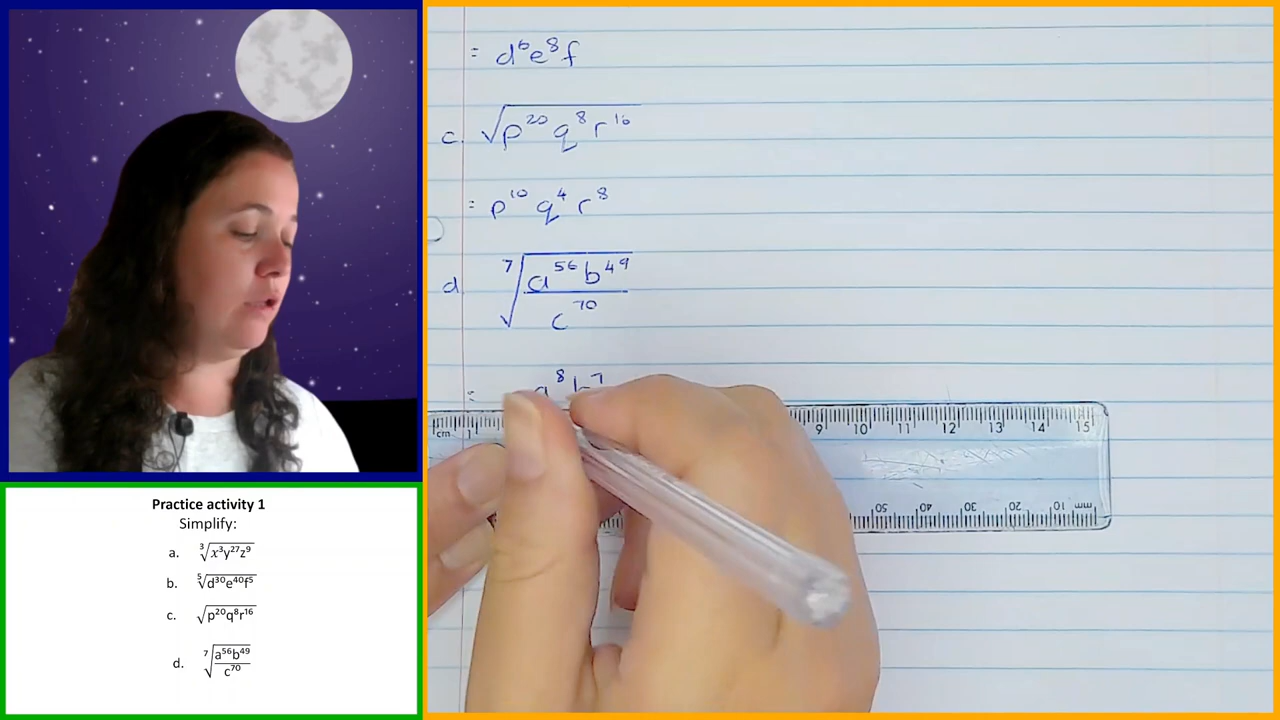 = d⁶e⁸f
c. √p²⁰q⁸r¹⁶
= p¹⁰q⁴r⁸
d ⁷√a⁵⁶b⁴⁹/c⁷⁰
= a⁸b⁷
cm 1 9 10 11 12 13 14 15
50 40 30 20 10 mm
Practice activity 1
Simplify:
a. ³√x³y²⁷z⁹
b. ⁵√d³⁰e⁴⁰f⁵
c. √p²⁰q⁸r¹⁶
d. ⁷√a⁵⁶b⁴⁹/c⁷⁰